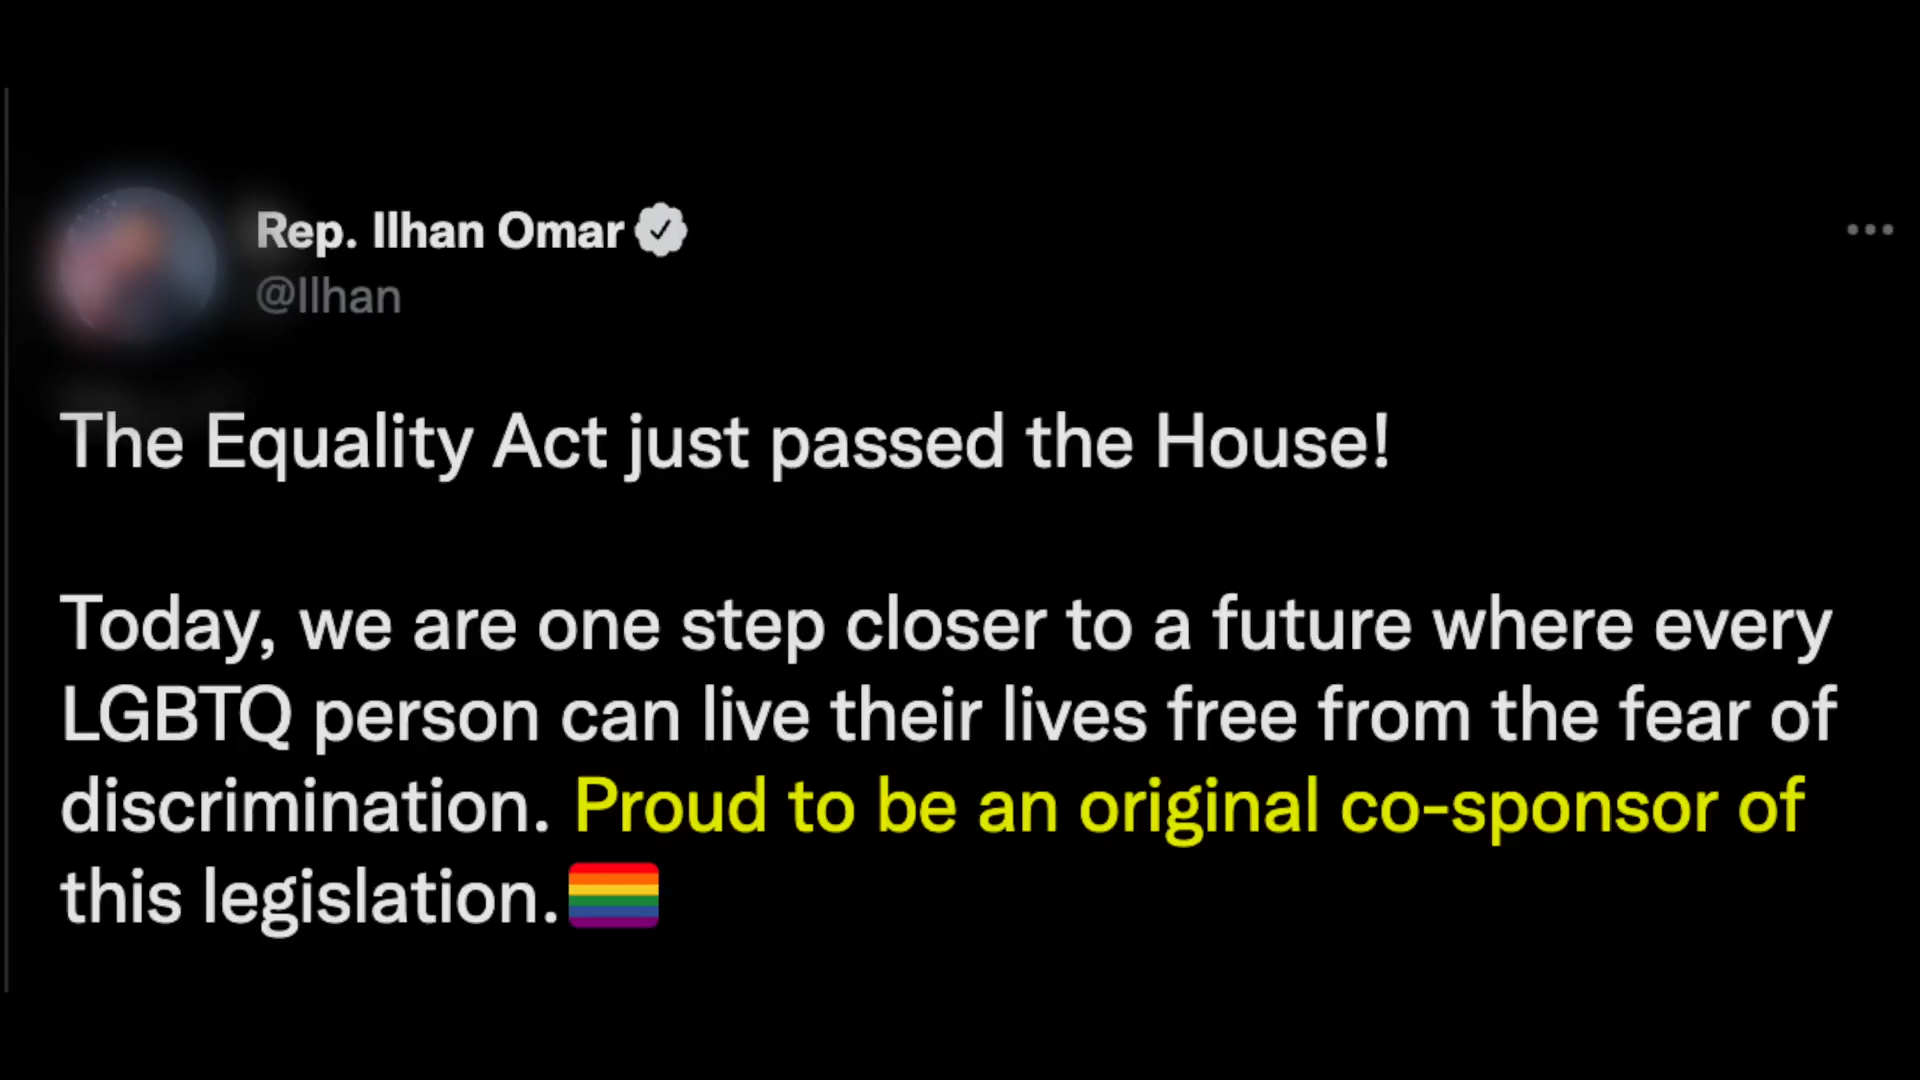 Rep. Ilhan Omar
@Ilhan
The Equality Act just passed the House!
Today, we are one step closer to a future where every
LGBTQ person can live their lives free from the fear of
discrimination. Proud to be an original co-sponsor of
this legislation. 🏳️‍🌈